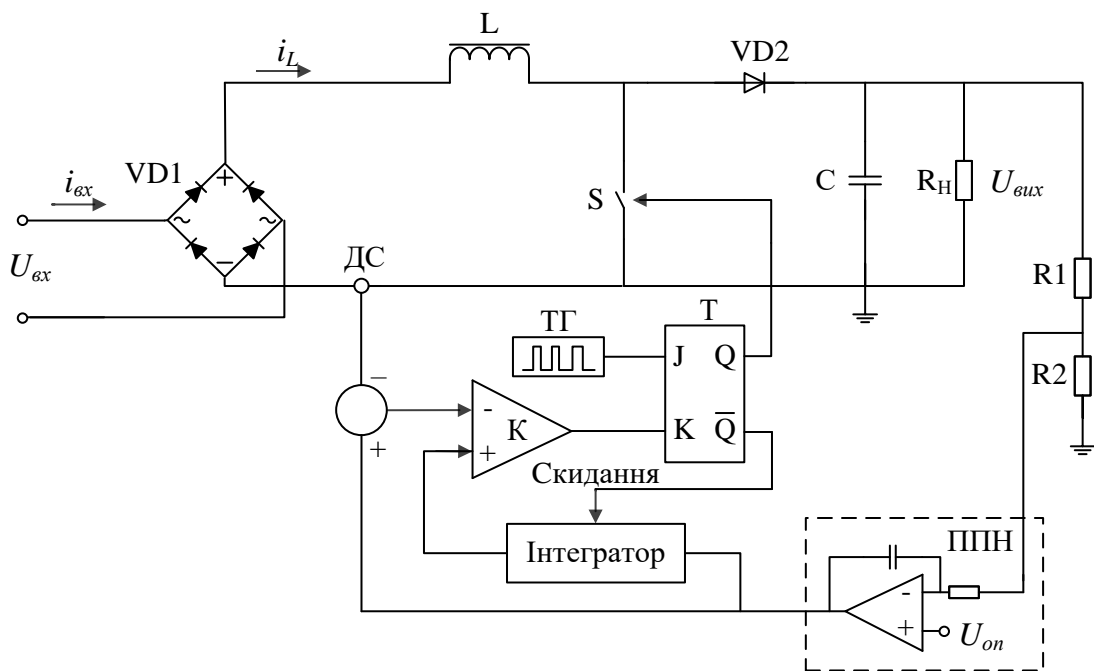 L
i_L
VD2
VD1
i_вх
S
C
R_H
U_вих
U_вх
~
+
~
−
ДС
R1
ТГ
T
J Q
R2
−
-
К
K Q̅
+
+
Скидання
Інтегратор
ППН
-
+
U_оп